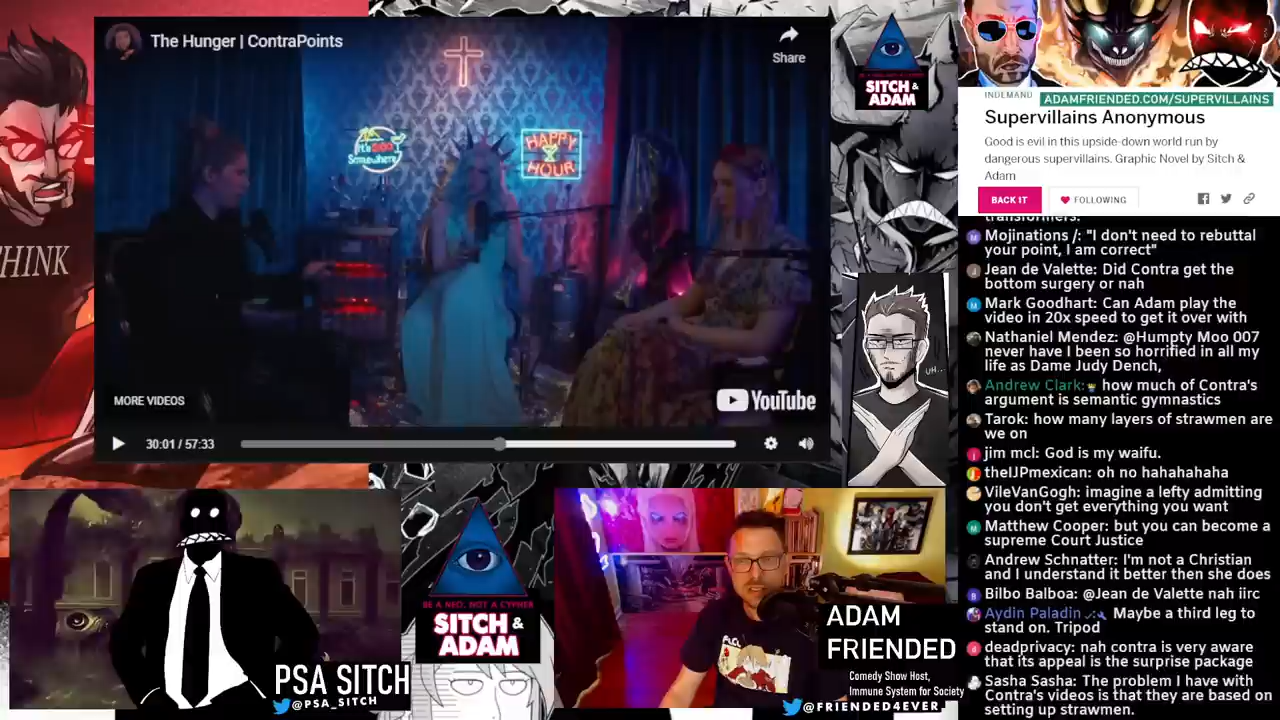 The Hunger | ContraPoints
Share
It's 5:00
Somewhere
HAPPY
HOUR
MORE VIDEOS
YouTube
30:01 / 57:33
THINK
SITCH &
ADAM
UH...
INDEMAND
ADAMFRIENDED.COM/SUPERVILLAINS
Supervillains Anonymous
Good is evil in this upside-down world run by
dangerous supervillains. Graphic Novel by Sitch &
Adam
BACK IT
FOLLOWING
transformers.
Mojinations /: "I don't need to rebuttal
your point, I am correct"
Jean de Valette: Did Contra get the
bottom surgery or nah
Mark Goodhart: Can Adam play the
video in 20x speed to get it over with
Nathaniel Mendez: @Humpty Moo 007
never have I been so horrified in all my
life as Dame Judy Dench,
Andrew Clark: how much of Contra's
argument is semantic gymnastics
Tarok: how many layers of strawmen are
we on
jim mcl: God is my waifu.
theIJPmexican: oh no hahahahaha
VileVanGogh: imagine a lefty admitting
you don't get everything you want
Matthew Cooper: but you can become a
supreme Court Justice
Andrew Schnatter: I'm not a Christian
and I understand it better then she does
Bilbo Balboa: @Jean de Valette nah iirc
Aydin Paladin Maybe a third leg to
stand on. Tripod
deadprivacy: nah contra is very aware
that its appeal is the surprise package
Sasha Sasha: The problem I have with
Contra's videos is that they are based on
setting up strawmen.
PSA SITCH
@PSA_SITCH
BE A NEO, NOT A CYPHER
SITCH &
ADAM
ADAM
FRIENDED
Comedy Show Host,
Immune System for Society
@FRIENDED4EVER